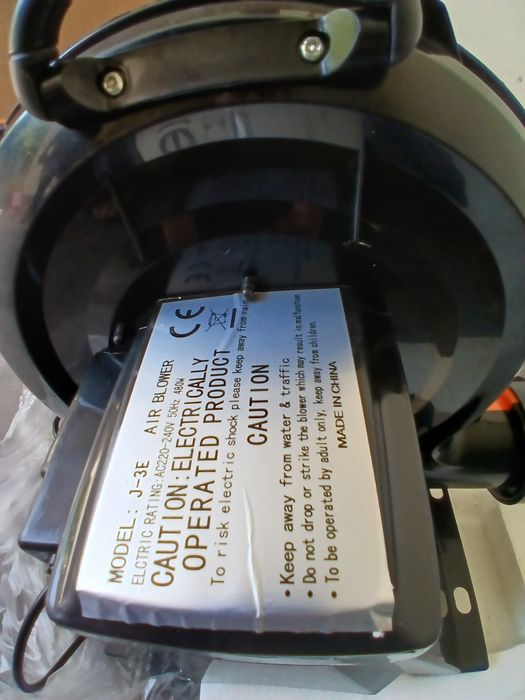 MODEL: J-3E AIR BLOWER
ELCTRIC RATING:AC220-240V 50Hz 480W
CAUTION:ELECTRICALLY
OPERATED PRODUCT
To risk electric shock please keep away from rain
CAUTION
• Keep away from water & traffic
• Do not drop or strike the blower which may result in malfunction
• To be operated by adult only, keep away from children.
MADE IN CHINA
CE